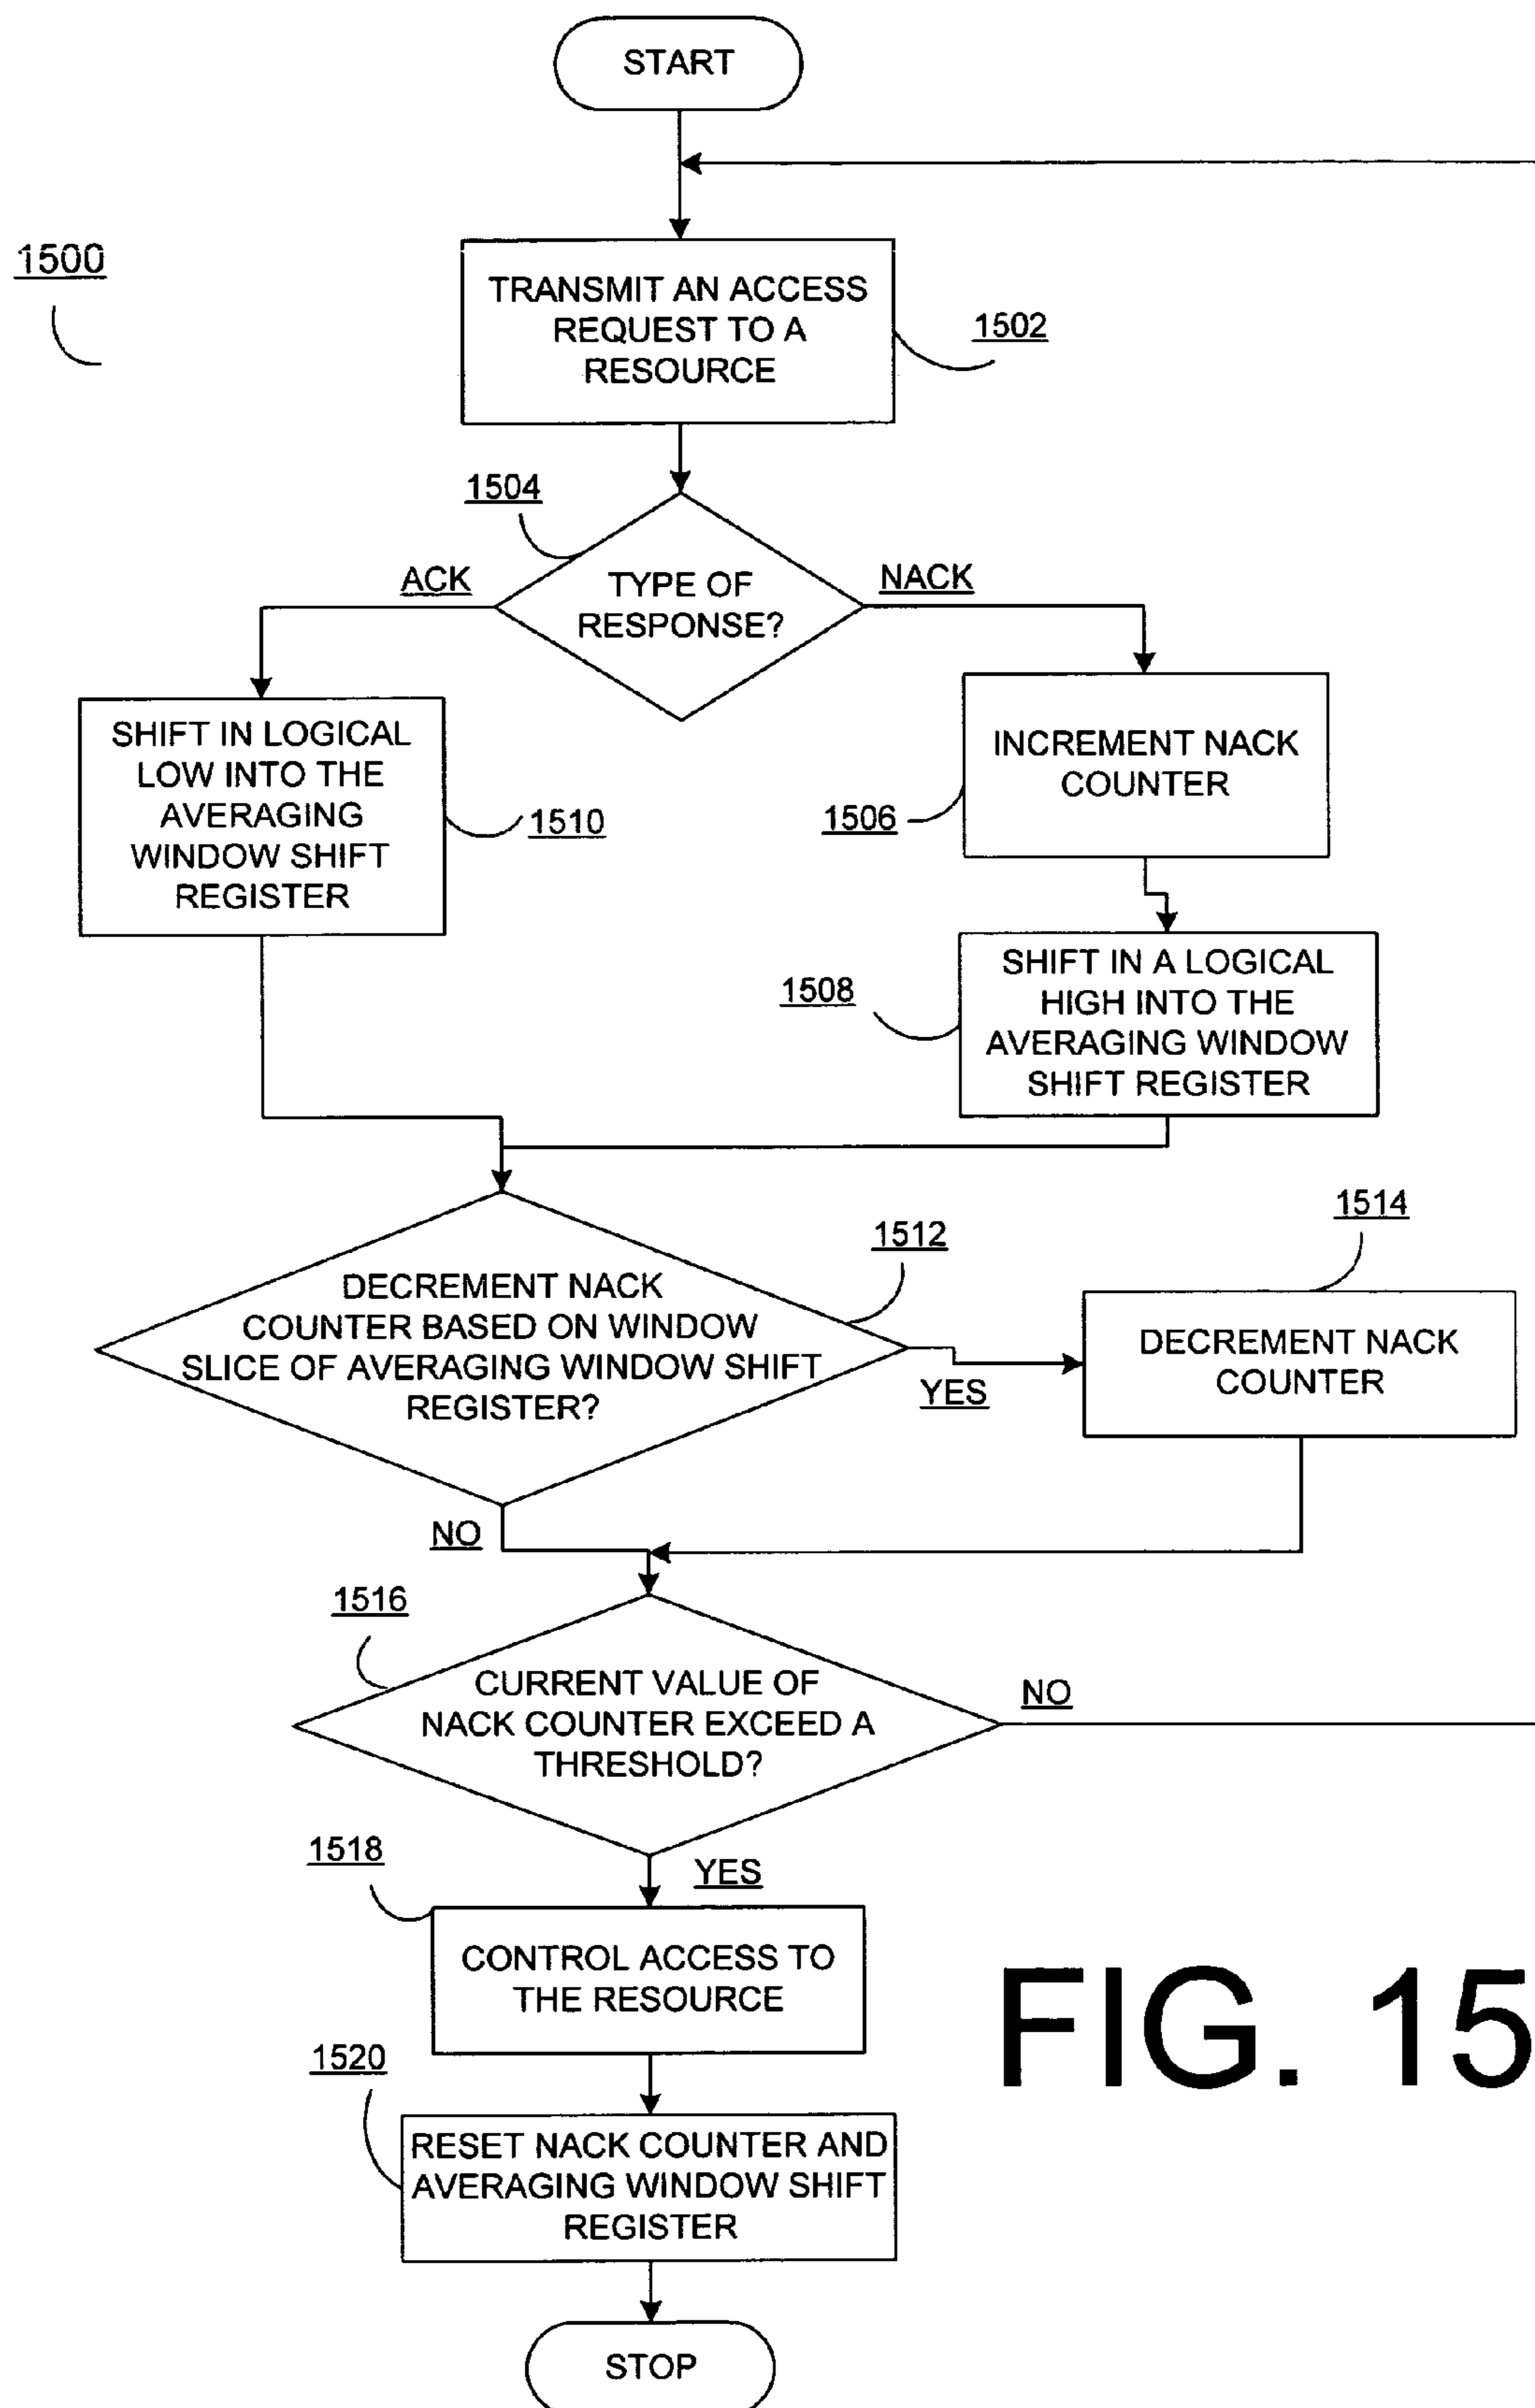 START
1500
TRANSMIT AN ACCESS
REQUEST TO A
RESOURCE
1502
1504
ACK
TYPE OF
RESPONSE?
NACK
SHIFT IN LOGICAL
LOW INTO THE
AVERAGING
WINDOW SHIFT
REGISTER
1510
INCREMENT NACK
COUNTER
1506
SHIFT IN A LOGICAL
HIGH INTO THE
AVERAGING WINDOW
SHIFT REGISTER
1508
DECREMENT NACK
COUNTER BASED ON WINDOW
SLICE OF AVERAGING WINDOW SHIFT
REGISTER?
1512
YES
1514
DECREMENT NACK
COUNTER
NO
1516
CURRENT VALUE OF
NACK COUNTER EXCEED A
THRESHOLD?
NO
YES
1518
CONTROL ACCESS TO
THE RESOURCE
1520
RESET NACK COUNTER AND
AVERAGING WINDOW SHIFT
REGISTER
STOP
FIG. 15